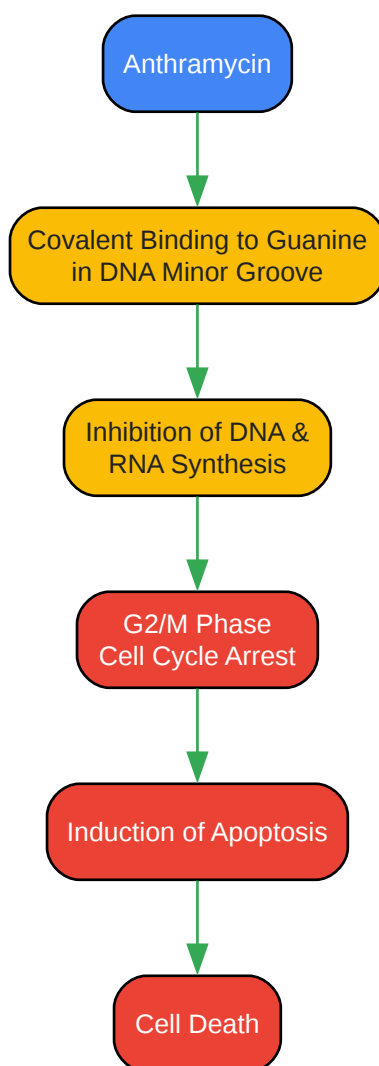 Anthramycin
Covalent Binding to Guanine
in DNA Minor Groove
Inhibition of DNA &
RNA Synthesis
G2/M Phase
Cell Cycle Arrest
Induction of Apoptosis
Cell Death